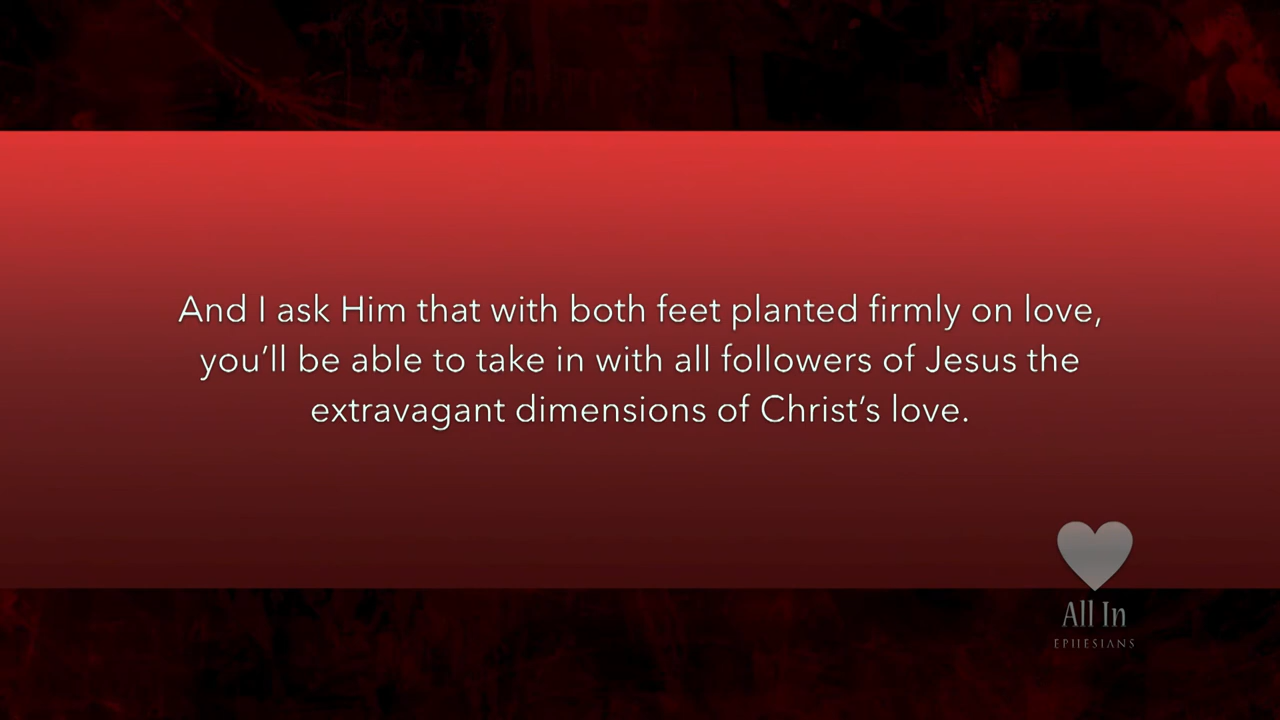 And I ask Him that with both feet planted firmly on love,
you’ll be able to take in with all followers of Jesus the
extravagant dimensions of Christ’s love.
All In
EPHESIANS